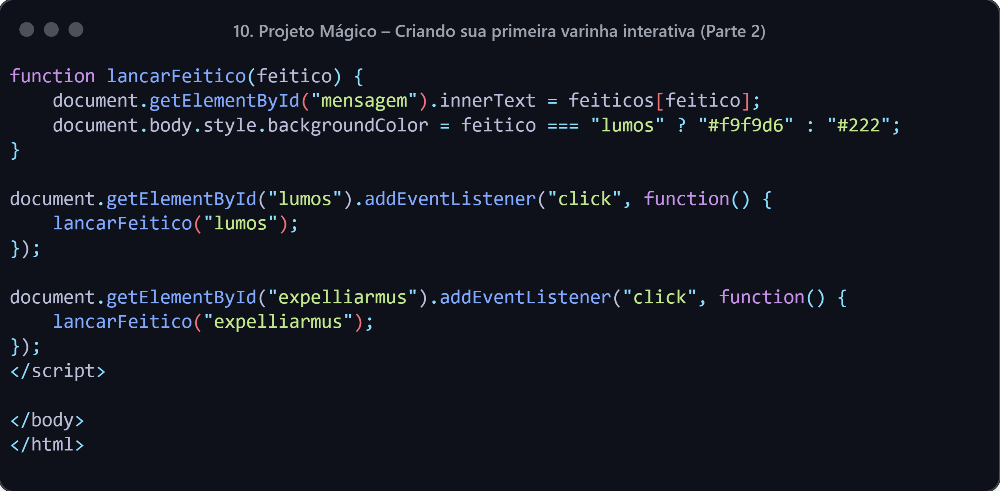 10. Projeto Mágico – Criando sua primeira varinha interativa (Parte 2)
function lancarFeitico(feitico) {
    document.getElementById("mensagem").innerText = feiticos[feitico];
    document.body.style.backgroundColor = feitico === "lumos" ? "#f9f9d6" : "#222";
}

document.getElementById("lumos").addEventListener("click", function() {
    lancarFeitico("lumos");
});

document.getElementById("expelliarmus").addEventListener("click", function() {
    lancarFeitico("expelliarmus");
});
</script>

</body>
</html>